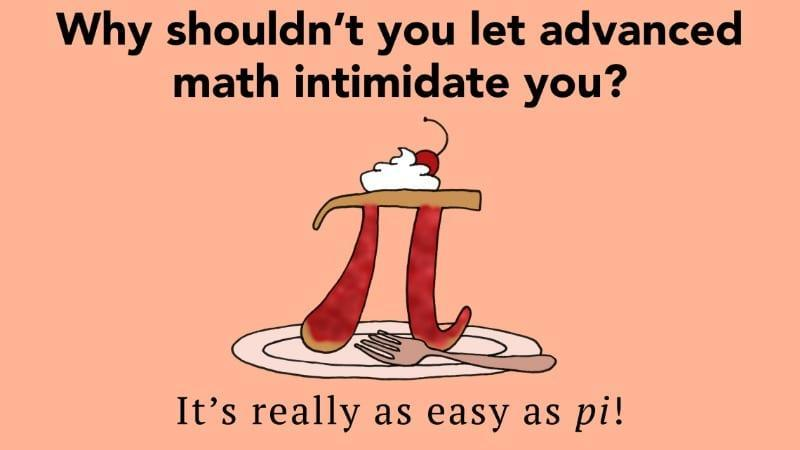 Why shouldn’t you let advanced
math intimidate you?
It’s really as easy as pi!